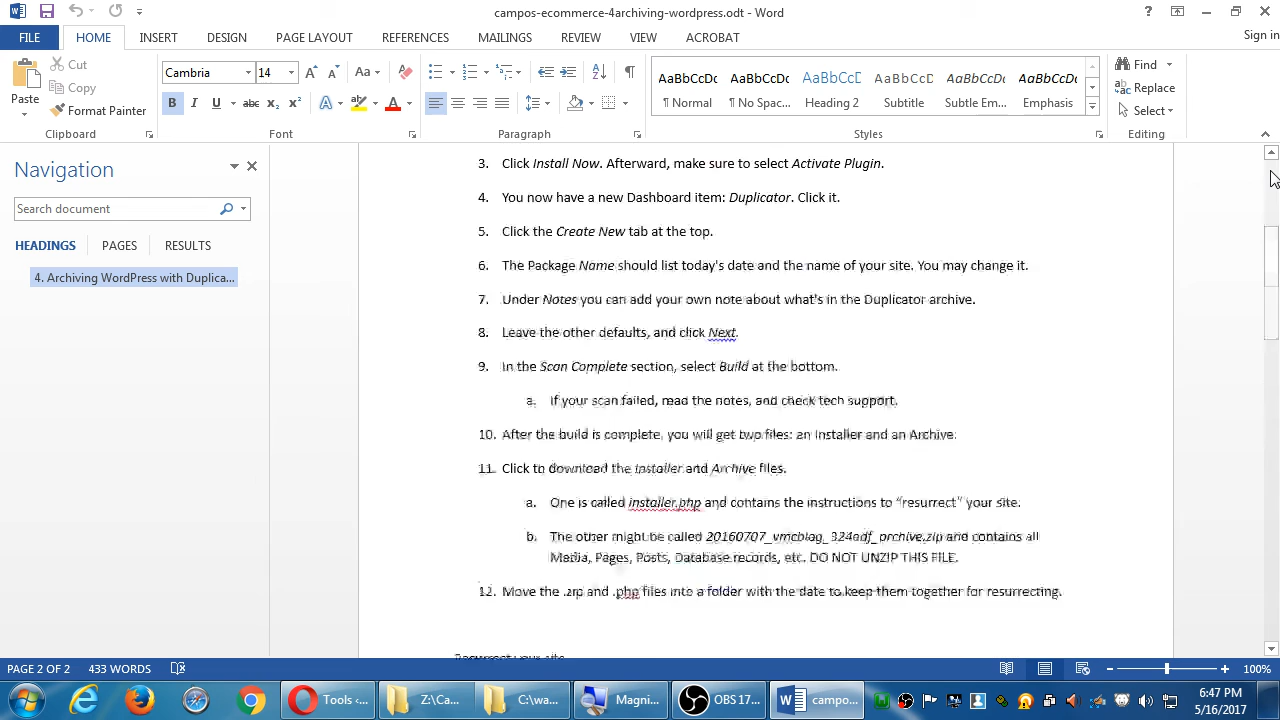 campos-ecommerce-4archiving-wordpress.odt - Word
FILE HOME INSERT DESIGN PAGE LAYOUT REFERENCES MAILINGS REVIEW VIEW ACROBAT Sign in
Paste
Cut
Copy
Format Painter
Clipboard
Cambria 14
Font
Paragraph
AaBbCcDc AaBbCcDc AaBbCcD AaBbCcDc AaBbCcDc AaBbCcDc
¶ Normal ¶ No Spac... Heading 2 Subtitle Subtle Em... Emphasis
Styles
Find
Replace
Select
Editing
Navigation
Search document
HEADINGS PAGES RESULTS
4. Archiving WordPress with Duplica...
3. Click Install Now. Afterward, make sure to select Activate Plugin.
4. You now have a new Dashboard item: Duplicator. Click it.
5. Click the Create New tab at the top.
6. The Package Name should list today's date and the name of your site. You may change it.
7. Under Notes you can add your own note about what's in the Duplicator archive.
8. Leave the other defaults, and click Next.
9. In the Scan Complete section, select Build at the bottom.
a. If your scan failed, read the notes, and check tech support.
10. After the build is complete, you will get two files: an Installer and an Archive.
11. Click to download the Installer and Archive files.
a. One is called installer.php and contains the instructions to “resurrect” your site.
b. The other might be called and contains all
Media, Pages, Posts, Database records, etc. DO NOT UNZIP THIS FILE.
12. Move the .zip and .php files into a folder with the date to keep them together for resurrecting.
Resurrect your site
PAGE 2 OF 2 433 WORDS 100%
Tools ‹... Z:\Ca... C:\wa... Magni... OBS 17... campo...
6:47 PM
5/16/2017